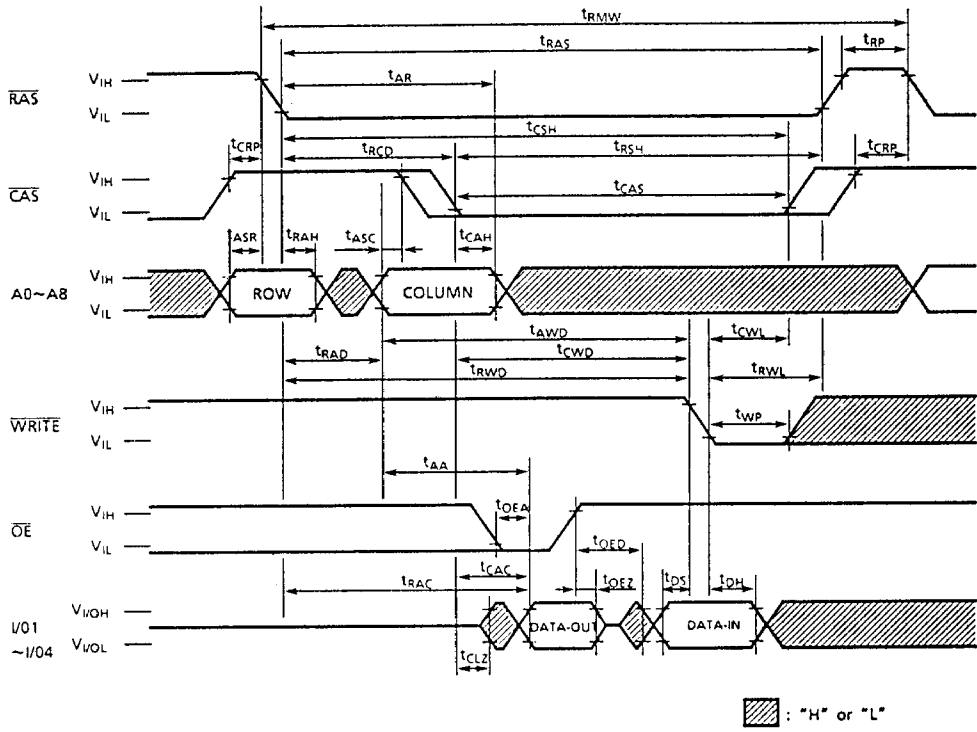 tRMW
tRAS
tRP
tAR
RAS
VIH
VIL
tCSH
tCRP
tRCD
tRSH
tCRP
CAS
VIH
VIL
tCAS
tASR
tRAH
tASC
tCAH
A0~A8
VIH
VIL
ROW
COLUMN
tAWD
tCWL
tRAD
tCWD
tRWD
tRWL
WRITE
VIH
VIL
tWP
tAA
OE
VIH
VIL
tOEA
tOED
tCAC
tRAC
tOEZ
tDS
tDH
I/01
~I/04
VI/OH
VI/OL
DATA-OUT
DATA-IN
tCLZ
: "H" or "L"